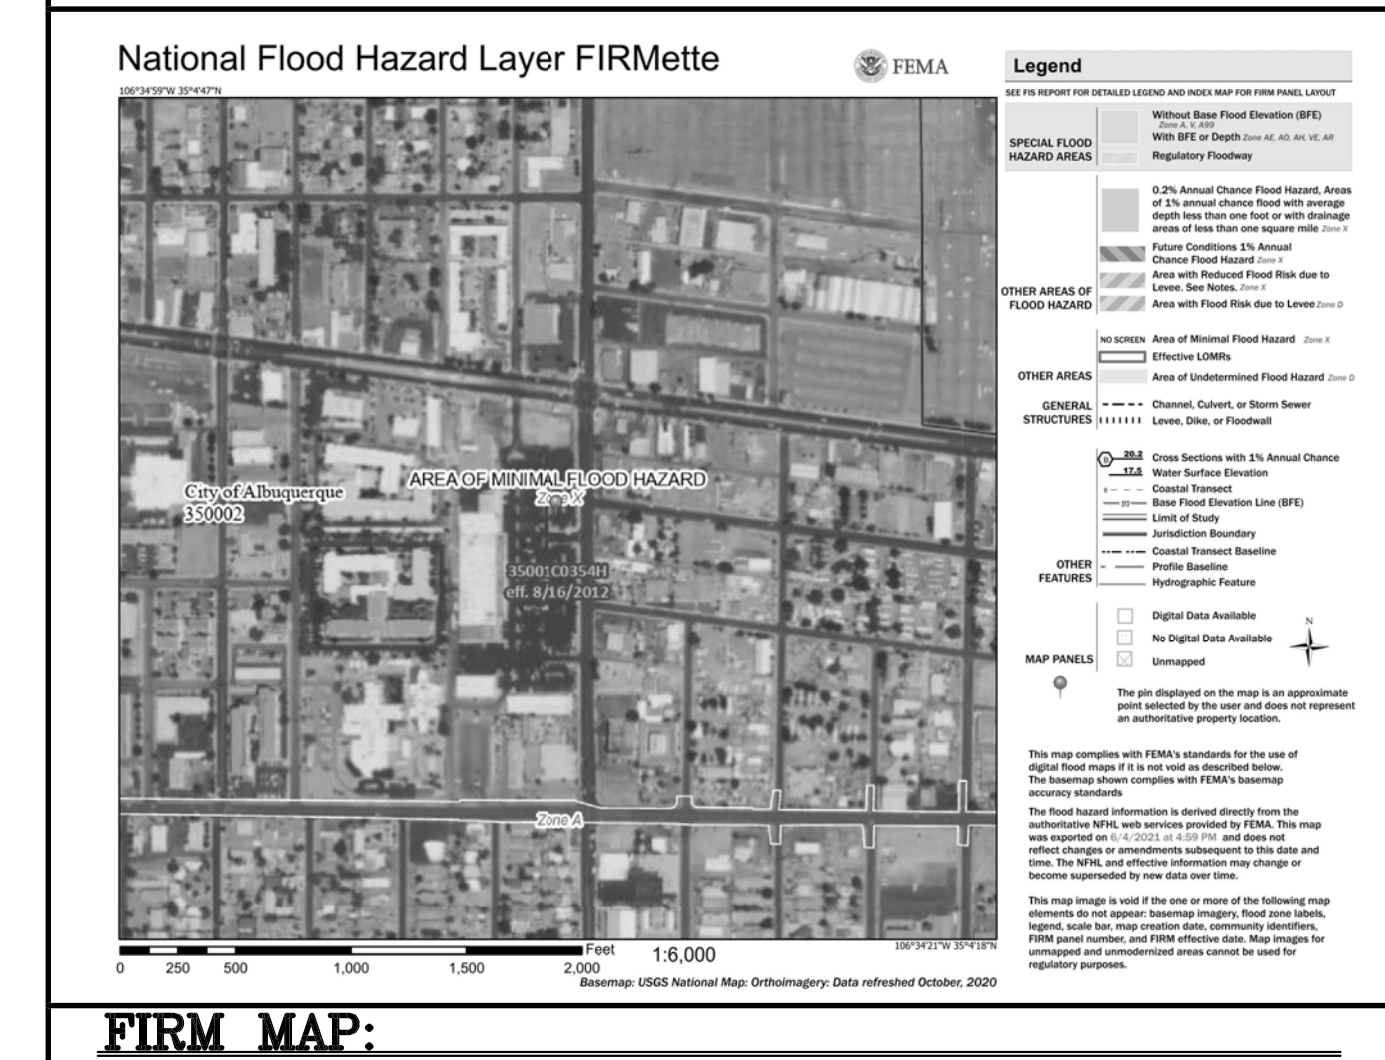 National Flood Hazard Layer FIRMette
FEMA
106°34'59"W 35°4'47"N
AREA OF MINIMAL FLOOD HAZARD
Zone X
City of Albuquerque
350002
35001C0354H
eff. 8/16/2012
Zone A
106°34'21"W 35°4'18"N
Feet
1:6,000
0 250 500 1,000 1,500 2,000
Basemap: USGS National Map: Orthoimagery: Data refreshed October, 2020
Legend
SEE FIS REPORT FOR DETAILED LEGEND AND INDEX MAP FOR FIRM PANEL LAYOUT
SPECIAL FLOOD
HAZARD AREAS
Without Base Flood Elevation (BFE)
Zone A, V, A99
With BFE or Depth Zone AE, AO, AH, VE, AR
Regulatory Floodway
OTHER AREAS OF
FLOOD HAZARD
0.2% Annual Chance Flood Hazard, Areas
of 1% annual chance flood with average
depth less than one foot or with drainage
areas of less than one square mile Zone X
Future Conditions 1% Annual
Chance Flood Hazard Zone X
Area with Reduced Flood Risk due to
Levee. See Notes. Zone X
Area with Flood Risk due to Levee Zone D
OTHER AREAS
NO SCREEN Area of Minimal Flood Hazard Zone X
Effective LOMRs
Area of Undetermined Flood Hazard Zone D
GENERAL
STRUCTURES
Channel, Culvert, or Storm Sewer
Levee, Dike, or Floodwall
OTHER
FEATURES
B 20.2 Cross Sections with 1% Annual Chance
17.5 Water Surface Elevation
8 Coastal Transect
513 Base Flood Elevation Line (BFE)
Limit of Study
Jurisdiction Boundary
Coastal Transect Baseline
Profile Baseline
Hydrographic Feature
MAP PANELS
Digital Data Available
No Digital Data Available
Unmapped
N
The pin displayed on the map is an approximate
point selected by the user and does not represent
an authoritative property location.
This map complies with FEMA's standards for the use of
digital flood maps if it is not void as described below.
The basemap shown complies with FEMA's basemap
accuracy standards
The flood hazard information is derived directly from the
authoritative NFHL web services provided by FEMA. This map
was exported on 6/4/2021 at 4:59 PM and does not
reflect changes or amendments subsequent to this date and
time. The NFHL and effective information may change or
become superseded by new data over time.
This map image is void if the one or more of the following map
elements do not appear: basemap imagery, flood zone labels,
legend, scale bar, map creation date, community identifiers,
FIRM panel number, and FIRM effective date. Map images for
unmapped and unmodernized areas cannot be used for
regulatory purposes.
FIRM MAP: